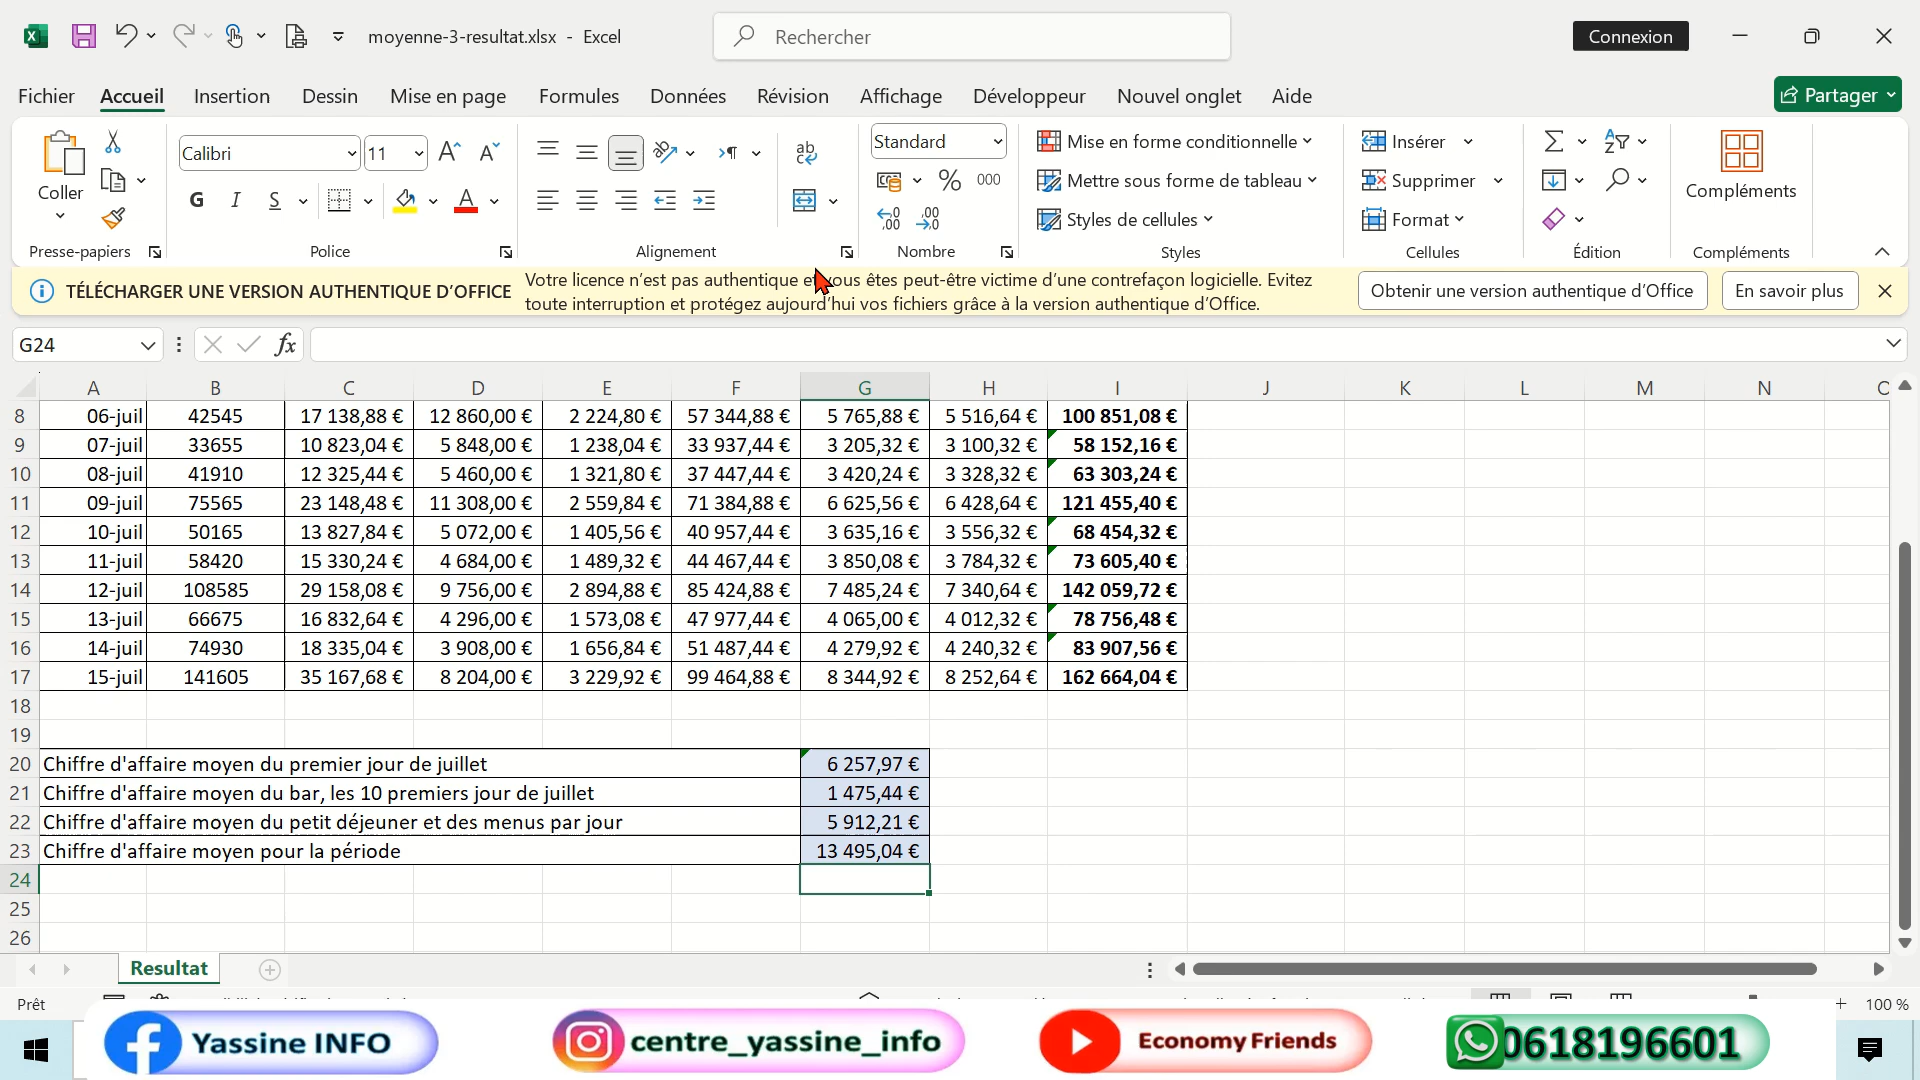 moyenne-3-resultat.xlsx - Excel
Rechercher
Connexion
Fichier Accueil Insertion Dessin Mise en page Formules Données Révision Affichage Développeur Nouvel onglet Aide
Partager
Coller
Calibri 11
G I S
Standard
% 000
Mise en forme conditionnelle
Mettre sous forme de tableau
Styles de cellules
Insérer
Supprimer
Format
Compléments
Presse-papiers Police Alignement Nombre Styles Cellules Édition Compléments
TÉLÉCHARGER UNE VERSION AUTHENTIQUE D'OFFICE
Votre licence n'est pas authentique et vous êtes peut-être victime d'une contrefaçon logicielle. Evitez
toute interruption et protégez aujourd'hui vos fichiers grâce à la version authentique d'Office.
Obtenir une version authentique d'Office
En savoir plus
G24
fx
A B C D E F G H I J K L M N
8 06-juil 42545 17 138,88 € 12 860,00 € 2 224,80 € 57 344,88 € 5 765,88 € 5 516,64 € 100 851,08 €
9 07-juil 33655 10 823,04 € 5 848,00 € 1 238,04 € 33 937,44 € 3 205,32 € 3 100,32 € 58 152,16 €
10 08-juil 41910 12 325,44 € 5 460,00 € 1 321,80 € 37 447,44 € 3 420,24 € 3 328,32 € 63 303,24 €
11 09-juil 75565 23 148,48 € 11 308,00 € 2 559,84 € 71 384,88 € 6 625,56 € 6 428,64 € 121 455,40 €
12 10-juil 50165 13 827,84 € 5 072,00 € 1 405,56 € 40 957,44 € 3 635,16 € 3 556,32 € 68 454,32 €
13 11-juil 58420 15 330,24 € 4 684,00 € 1 489,32 € 44 467,44 € 3 850,08 € 3 784,32 € 73 605,40 €
14 12-juil 108585 29 158,08 € 9 756,00 € 2 894,88 € 85 424,88 € 7 485,24 € 7 340,64 € 142 059,72 €
15 13-juil 66675 16 832,64 € 4 296,00 € 1 573,08 € 47 977,44 € 4 065,00 € 4 012,32 € 78 756,48 €
16 14-juil 74930 18 335,04 € 3 908,00 € 1 656,84 € 51 487,44 € 4 279,92 € 4 240,32 € 83 907,56 €
17 15-juil 141605 35 167,68 € 8 204,00 € 3 229,92 € 99 464,88 € 8 344,92 € 8 252,64 € 162 664,04 €
18
19
20 Chiffre d'affaire moyen du premier jour de juillet 6 257,97 €
21 Chiffre d'affaire moyen du bar, les 10 premiers jour de juillet 1 475,44 €
22 Chiffre d'affaire moyen du petit déjeuner et des menus par jour 5 912,21 €
23 Chiffre d'affaire moyen pour la période 13 495,04 €
24
25
26
Resultat
Prêt
100 %
Yassine INFO
centre_yassine_info
Economy Friends
0618196601